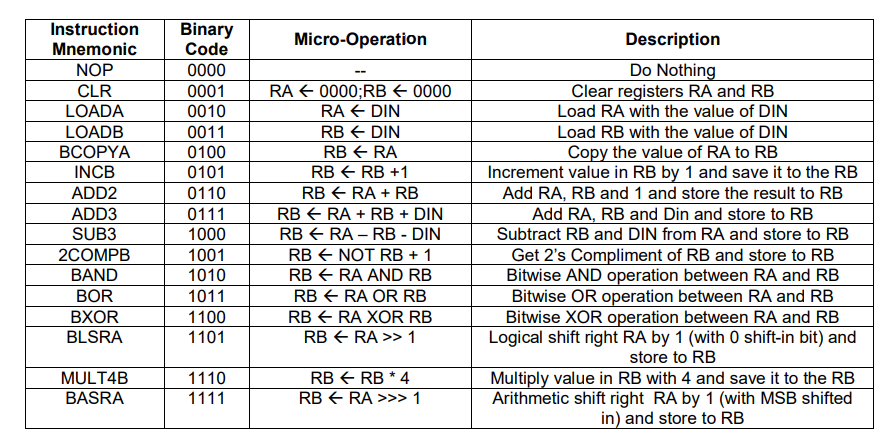 Instruction Mnemonic Binary Code Micro-Operation Description
NOP 0000 -- Do Nothing
CLR 0001 RA ← 0000;RB ← 0000 Clear registers RA and RB
LOADA 0010 RA ← DIN Load RA with the value of DIN
LOADB 0011 RB ← DIN Load RB with the value of DIN
BCOPYA 0100 RB ← RA Copy the value of RA to RB
INCB 0101 RB ← RB +1 Increment value in RB by 1 and save it to the RB
ADD2 0110 RB ← RA + RB Add RA, RB and 1 and store the result to RB
ADD3 0111 RB ← RA + RB + DIN Add RA, RB and Din and store to RB
SUB3 1000 RB ← RA – RB - DIN Subtract RB and DIN from RA and store to RB
2COMPB 1001 RB ← NOT RB + 1 Get 2's Compliment of RB and store to RB
BAND 1010 RB ← RA AND RB Bitwise AND operation between RA and RB
BOR 1011 RB ← RA OR RB Bitwise OR operation between RA and RB
BXOR 1100 RB ← RA XOR RB Bitwise XOR operation between RA and RB
BLSRA 1101 RB ← RA >> 1 Logical shift right RA by 1 (with 0 shift-in bit) and
store to RB
MULT4B 1110 RB ← RB * 4 Multiply value in RB with 4 and save it to the RB
BASRA 1111 RB ← RA >>> 1 Arithmetic shift right RA by 1 (with MSB shifted
in) and store to RB